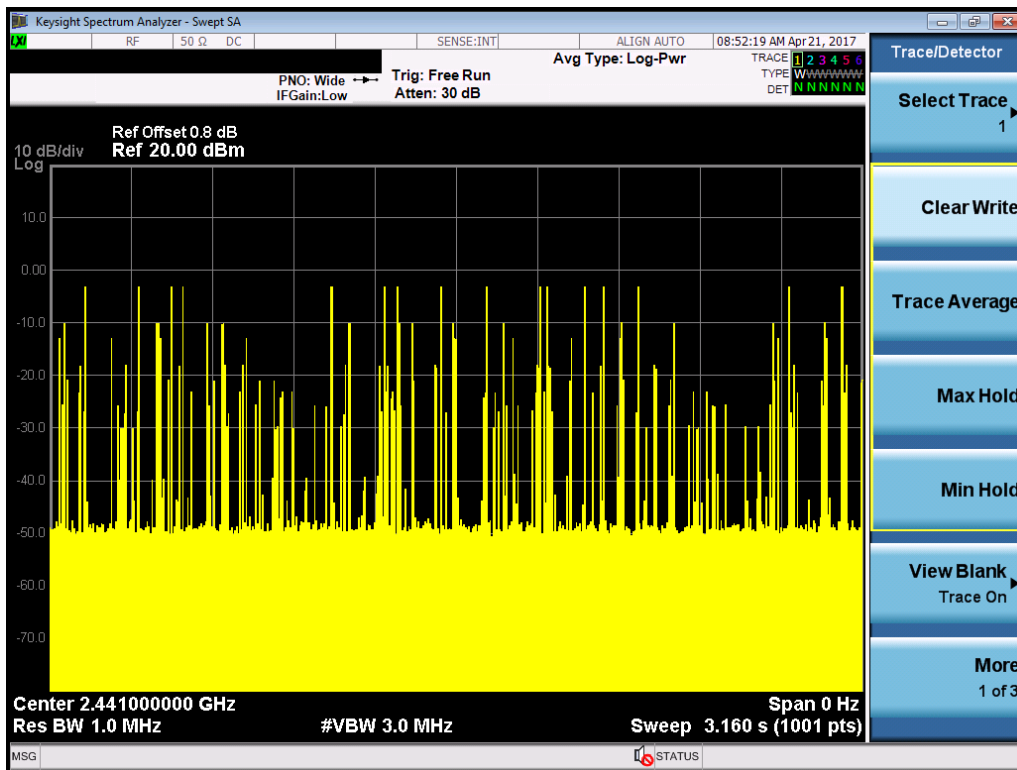 Keysight Spectrum Analyzer - Swept SA
LXI RF 50 Ω DC SENSE:INT ALIGN AUTO 08:52:19 AM Apr 21, 2017
PNO: Wide
IFGain:Low
Trig: Free Run
Atten: 30 dB
Avg Type: Log-Pwr
TRACE 1 2 3 4 5 6
TYPE WWWWWW
DET N N N N N N
10 dB/div
Log
Ref Offset 0.8 dB
Ref 20.00 dBm
10.0
0.00
-10.0
-20.0
-30.0
-40.0
-50.0
-60.0
-70.0
Center 2.441000000 GHz
Res BW 1.0 MHz
#VBW 3.0 MHz
Span 0 Hz
Sweep 3.160 s (1001 pts)
MSG
STATUS
Trace/Detector
Select Trace
1
Clear Write
Trace Average
Max Hold
Min Hold
View Blank
Trace On
More
1 of 3